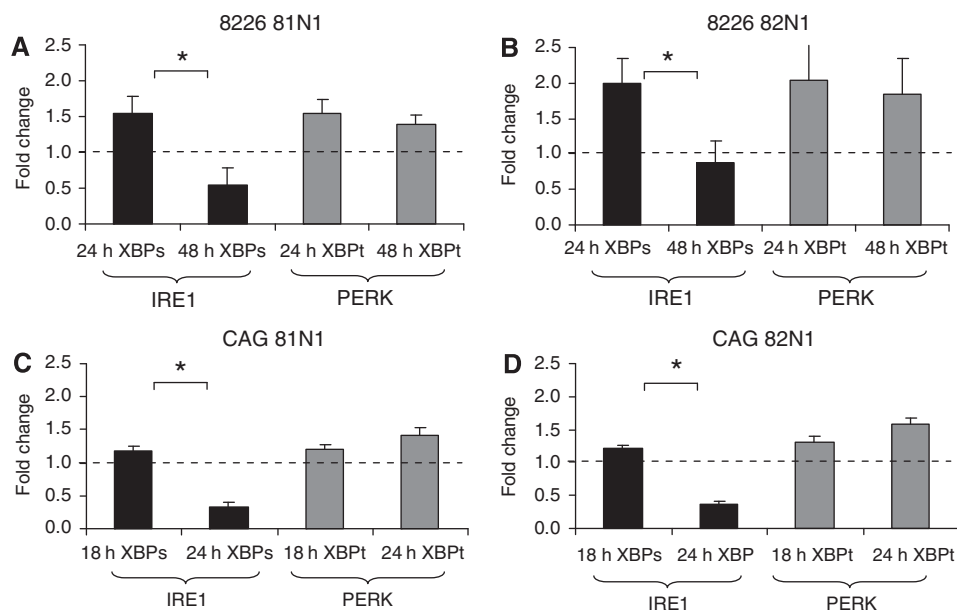 A
8226 81N1
Fold change
2.5
2.0
1.5
1.0
0.5
0.0
*
24 h XBPs 48 h XBPs 24 h XBPt 48 h XBPt
IRE1 PERK
B
8226 82N1
Fold change
2.5
2.0
1.5
1.0
0.5
0.0
*
24 h XBPs 48 h XBPs 24 h XBPt 48 h XBPt
IRE1 PERK
C
CAG 81N1
Fold change
2.5
2.0
1.5
1.0
0.5
0.0
*
18 h XBPs 24 h XBPs 18 h XBPt 24 h XBPt
IRE1 PERK
D
CAG 82N1
Fold change
2.5
2.0
1.5
1.0
0.5
0.0
*
18 h XBPs 24 h XBP 18 h XBPt 24 h XBPt
IRE1 PERK